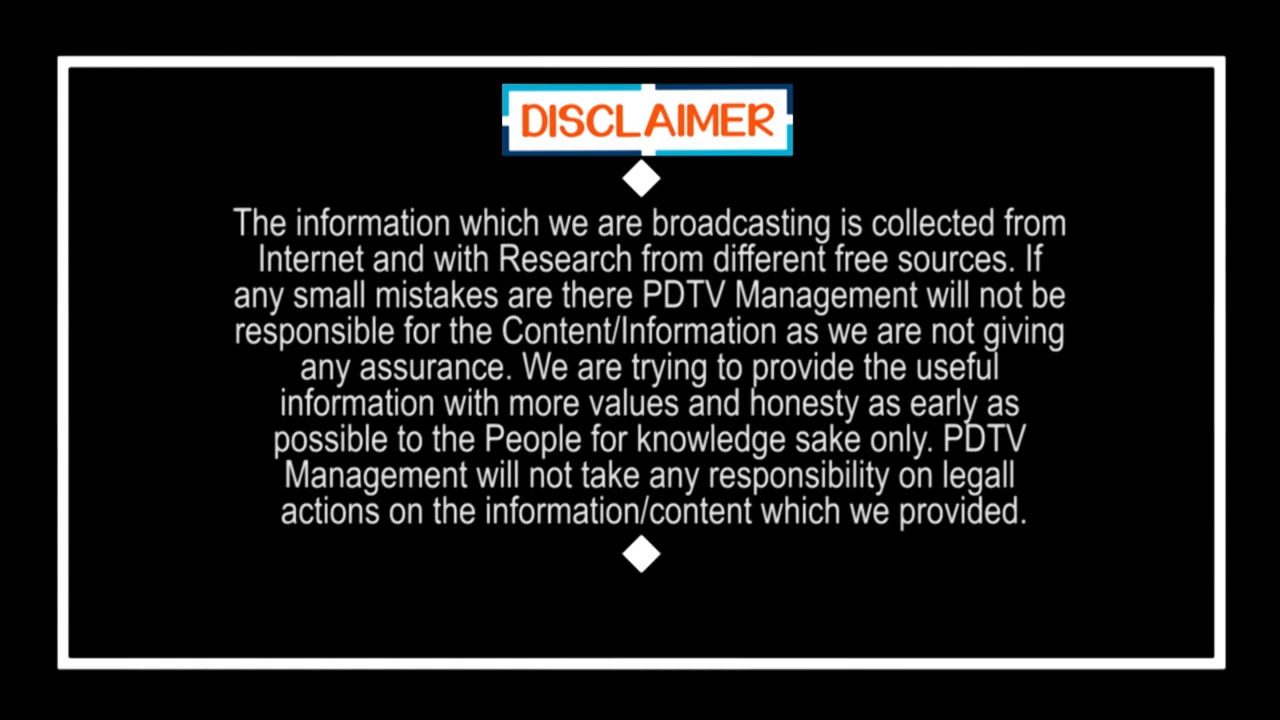 DISCLAIMER
The information which we are broadcasting is collected from
Internet and with Research from different free sources. If
any small mistakes are there PDTV Management will not be
responsible for the Content/Information as we are not giving
any assurance. We are trying to provide the useful
information with more values and honesty as early as
possible to the People for knowledge sake only. PDTV
Management will not take any responsibility on legall
actions on the information/content which we provided.